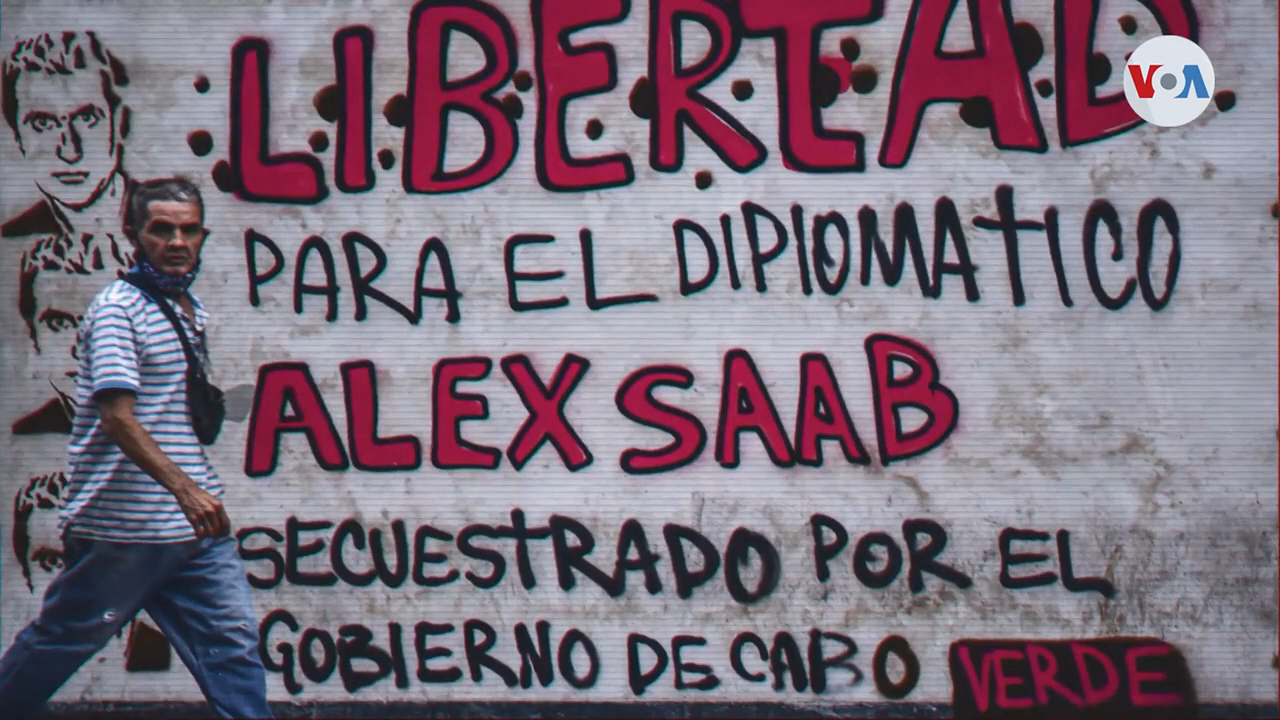 LIBERTAD
VOA
PARA EL DIPLOMATICO
ALEX SAAB
SECUESTRADO POR EL
GOBIERNO DE CABO VERDE